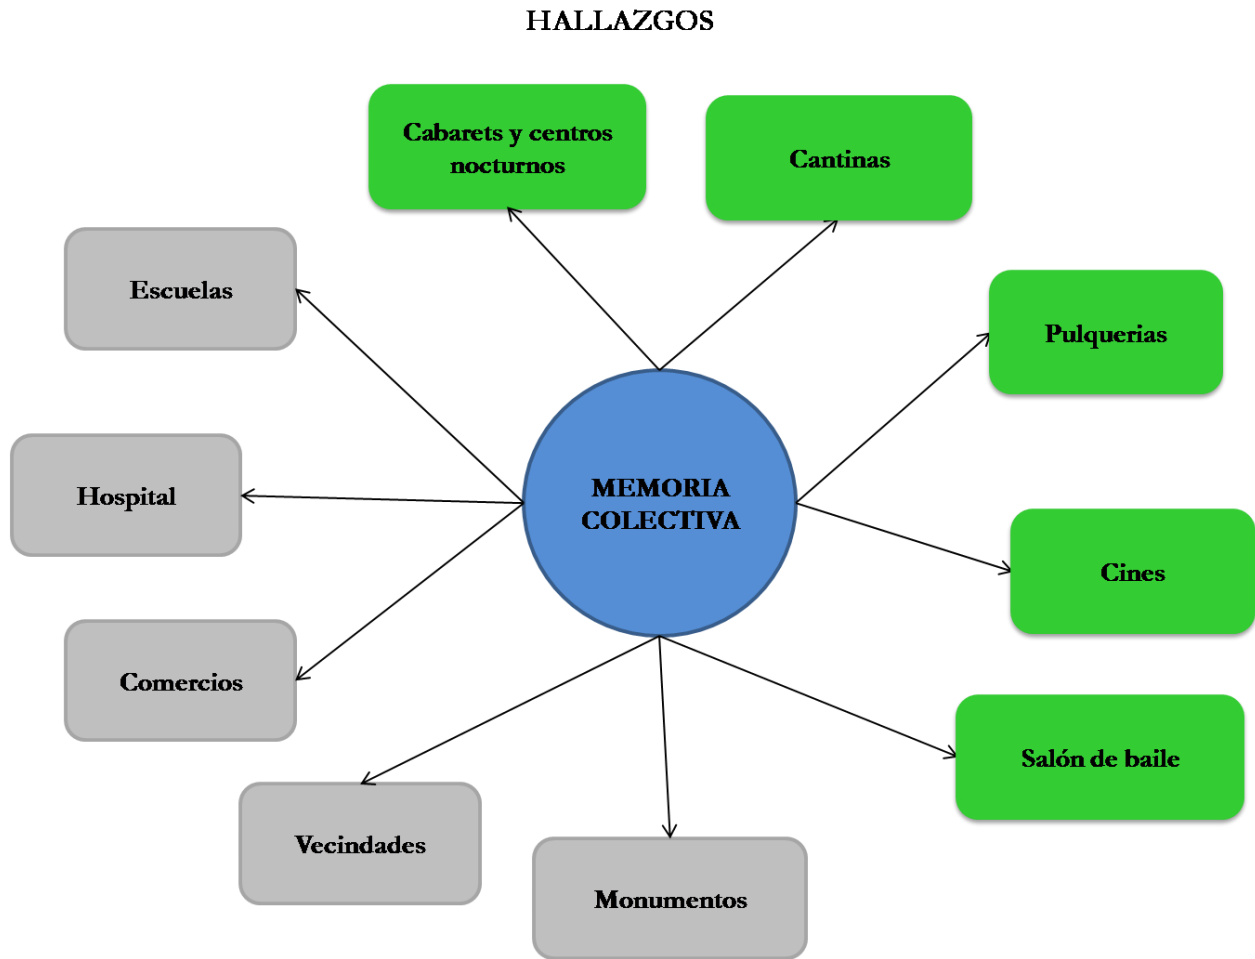 HALLAZGOS
Cabarets y centros
nocturnos
Cantinas
Escuelas
Pulquerias
Hospital
MEMORIA
COLECTIVA
Cines
Comercios
Salón de baile
Vecindades
Monumentos